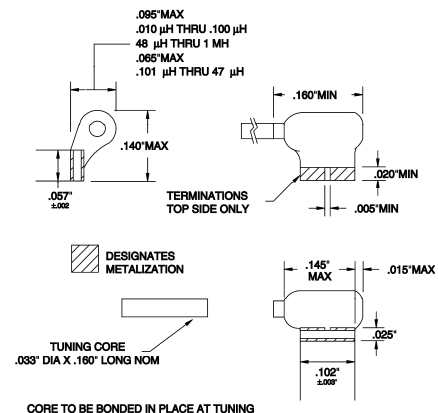 .095"MAX
.010 µH THRU .100 µH
48 µH THRU 1 MH
.065"MAX
.101 µH THRU 47 µH
.160"MIN
.140"MAX
.057"
±.002
TERMINATIONS
TOP SIDE ONLY
.020"MIN
.005"MIN
DESIGNATES
METALIZATION
.145"
MAX
.015"MAX
TUNING CORE
.033" DIA X .160" LONG NOM
.025"
.102"
±.003"
CORE TO BE BONDED IN PLACE AT TUNING